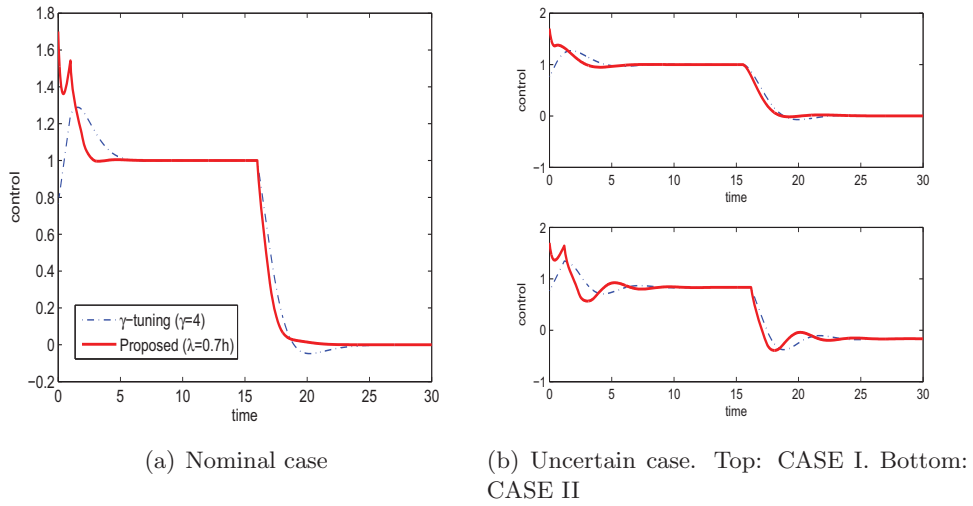 1.8
1.6
1.4
1.2
1
0.8
0.6
0.4
0.2
0
−0.2
control
0 5 10 15 20 25 30
time
γ−tuning (γ=4)
Proposed (λ=0.7h)
2
1
0
−1
control
0 5 10 15 20 25 30
time
2
1
0
−1
control
0 5 10 15 20 25 30
time
(a) Nominal case
(b) Uncertain case. Top: CASE I. Bottom:
CASE II